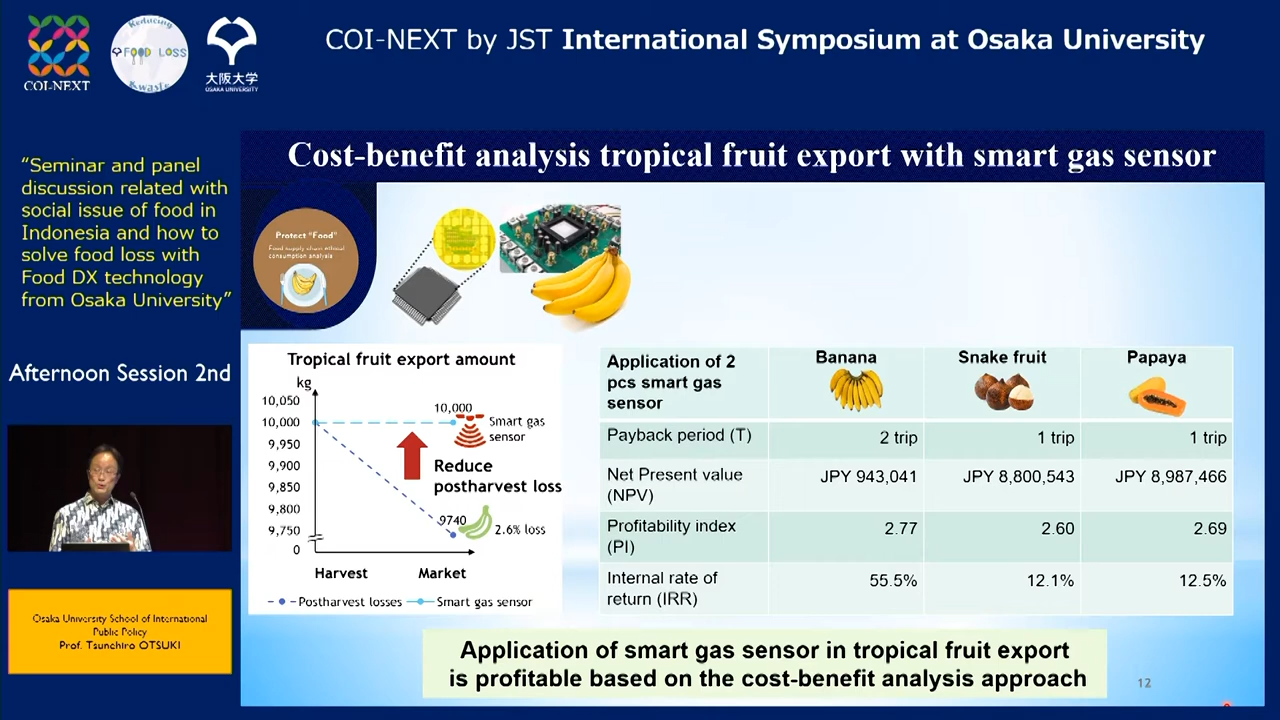 COI-NEXT
Reducing
FOOD LOSS
&waste
大阪大学
OSAKA UNIVERSITY
COI-NEXT by JST International Symposium at Osaka University
“Seminar and panel
discussion related with
social issue of food in
Indonesia and how to
solve food loss with
Food DX technology
from Osaka University”
Afternoon Session 2nd
Osaka University School of International
Public Policy
Prof. Tsunehiro OTSUKI
Cost-benefit analysis tropical fruit export with smart gas sensor
Protect "Food"
Food supply chain ethical
consumption analysis
Tropical fruit export amount
kg
10,050
10,000
9,950
9,900
9,850
9,800
9,750
0
10,000
Smart gas
sensor
Reduce
postharvest loss
9740
2.6% loss
Harvest
Market
Postharvest losses
Smart gas sensor
Application of 2
pcs smart gas
sensor
Banana
Snake fruit
Papaya
Payback period (T)
2 trip
1 trip
1 trip
Net Present value
(NPV)
JPY 943,041
JPY 8,800,543
JPY 8,987,466
Profitability index
(PI)
2.77
2.60
2.69
Internal rate of
return (IRR)
55.5%
12.1%
12.5%
Application of smart gas sensor in tropical fruit export
is profitable based on the cost-benefit analysis approach
12